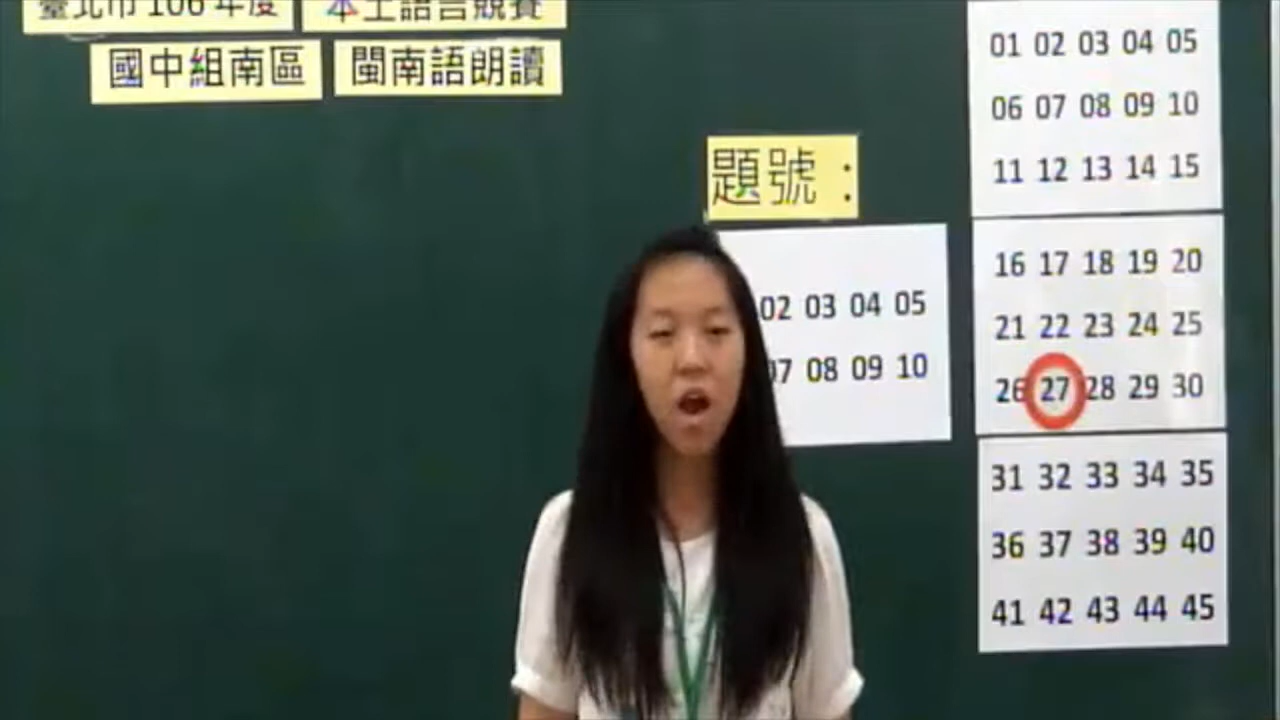 臺北市 106 年度 本土語言競賽
國中組南區 閩南語朗讀
題號：
02 03 04 05
07 08 09 10
01 02 03 04 05
06 07 08 09 10
11 12 13 14 15
16 17 18 19 20
21 22 23 24 25
26 27 28 29 30
31 32 33 34 35
36 37 38 39 40
41 42 43 44 45